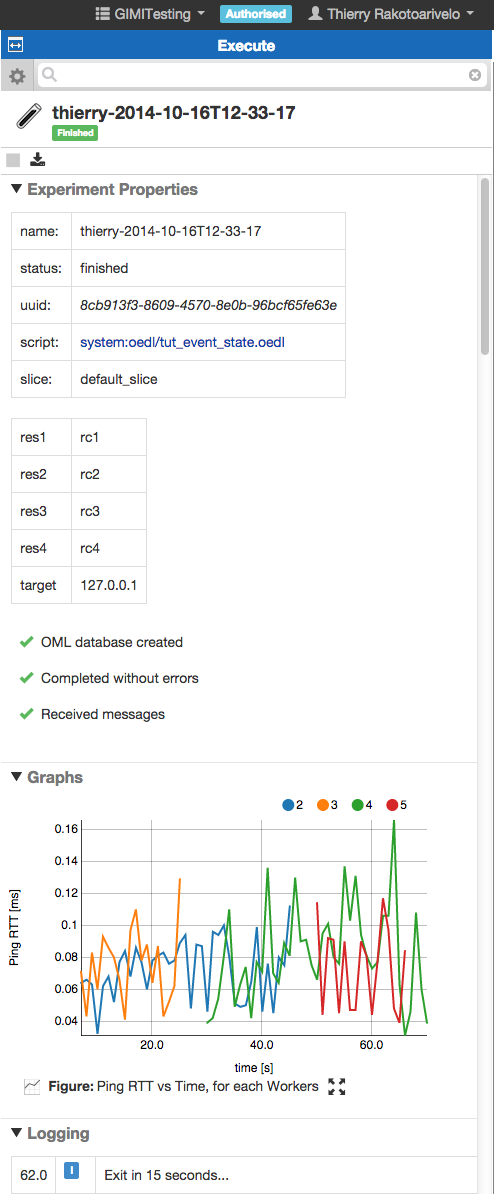 GIMITesting Authorised Thierry Rakotoarivelo
Execute
thierry-2014-10-16T12-33-17
Finished
Experiment Properties
name: thierry-2014-10-16T12-33-17
status: finished
uuid: 8cb913f3-8609-4570-8e0b-96bcf65fe63e
script: system:oedl/tut_event_state.oedl
slice: default_slice
res1 rc1
res2 rc2
res3 rc3
res4 rc4
target 127.0.0.1
OML database created
Completed without errors
Received messages
Graphs
2 3 4 5
0.16
0.14
0.12
0.1
0.08
0.06
0.04
Ping RTT [ms]
20.0 40.0 60.0
time [s]
Figure: Ping RTT vs Time, for each Workers
Logging
62.0 I Exit in 15 seconds...